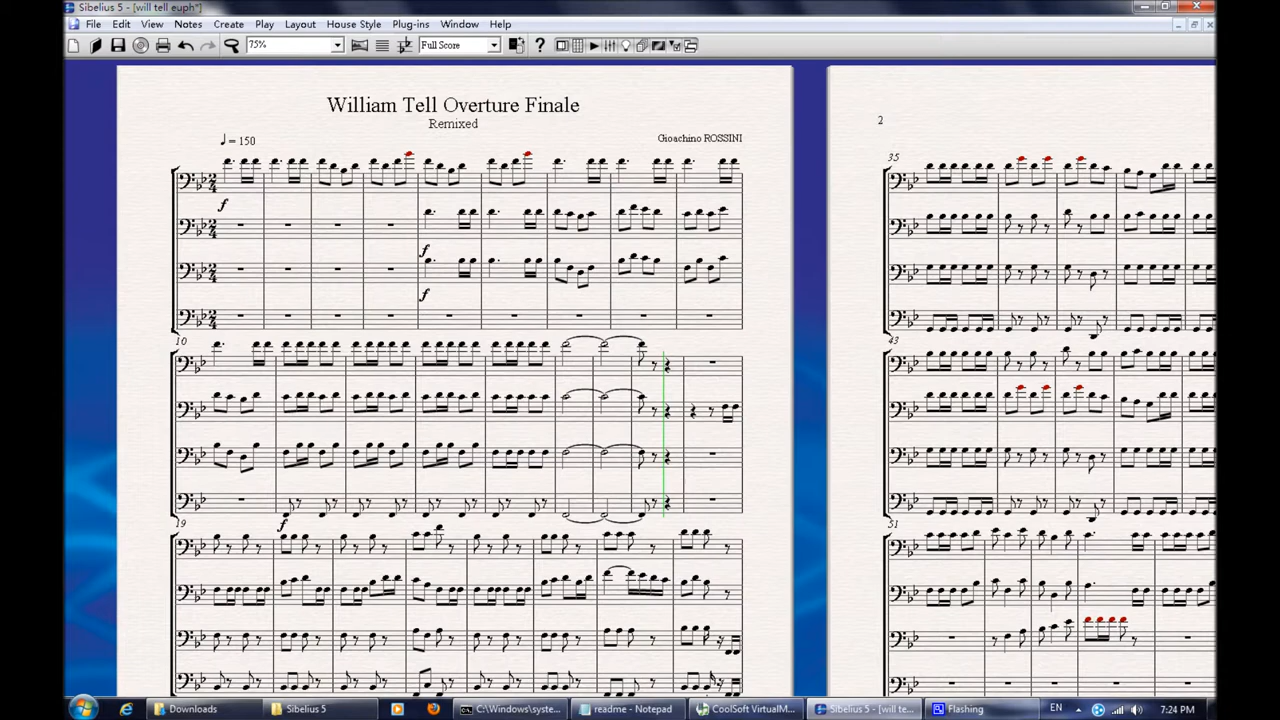 Sibelius 5 - [will tell euph*]
File Edit View Notes Create Play Layout House Style Plug-ins Window Help
75% Full Score
William Tell Overture Finale
Remixed
= 150
Gioachino ROSSINI
2
35
f
f
f
10
43
f
19
51
Downloads Sibelius 5 C:\Windows\syste... readme - Notepad CoolSoft VirtualM... Sibelius 5 - [will te... Flashing EN 7:24 PM